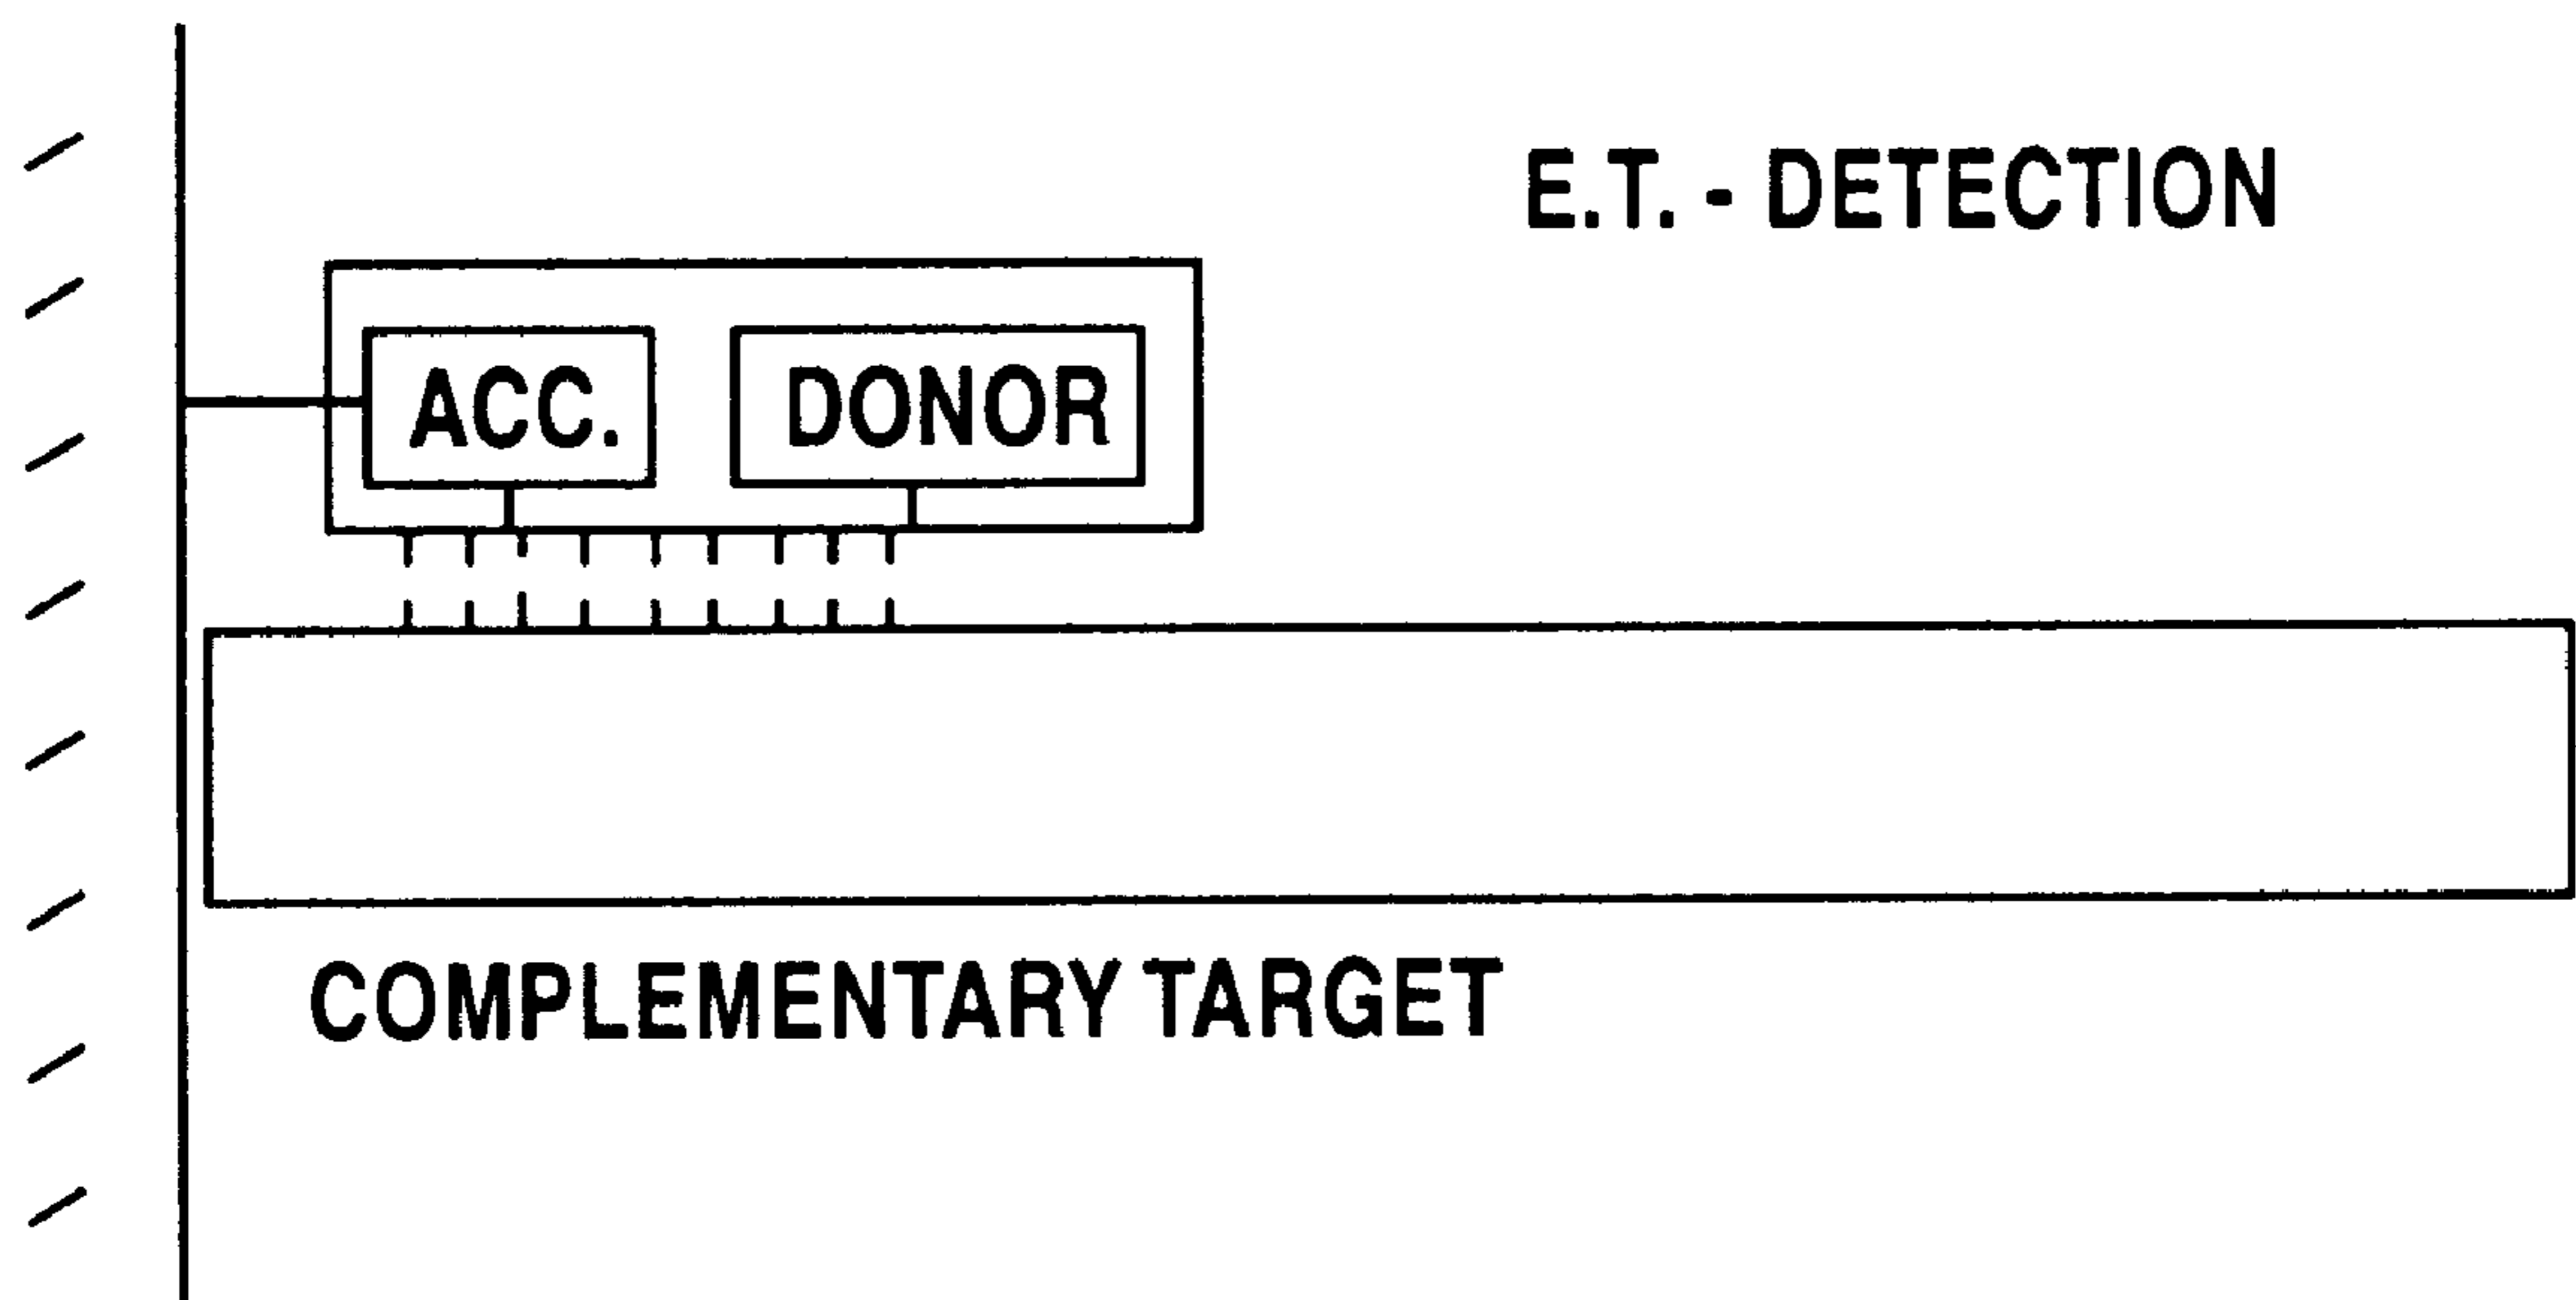 E.T. - DETECTION
ACC. DONOR
COMPLEMENTARY TARGET